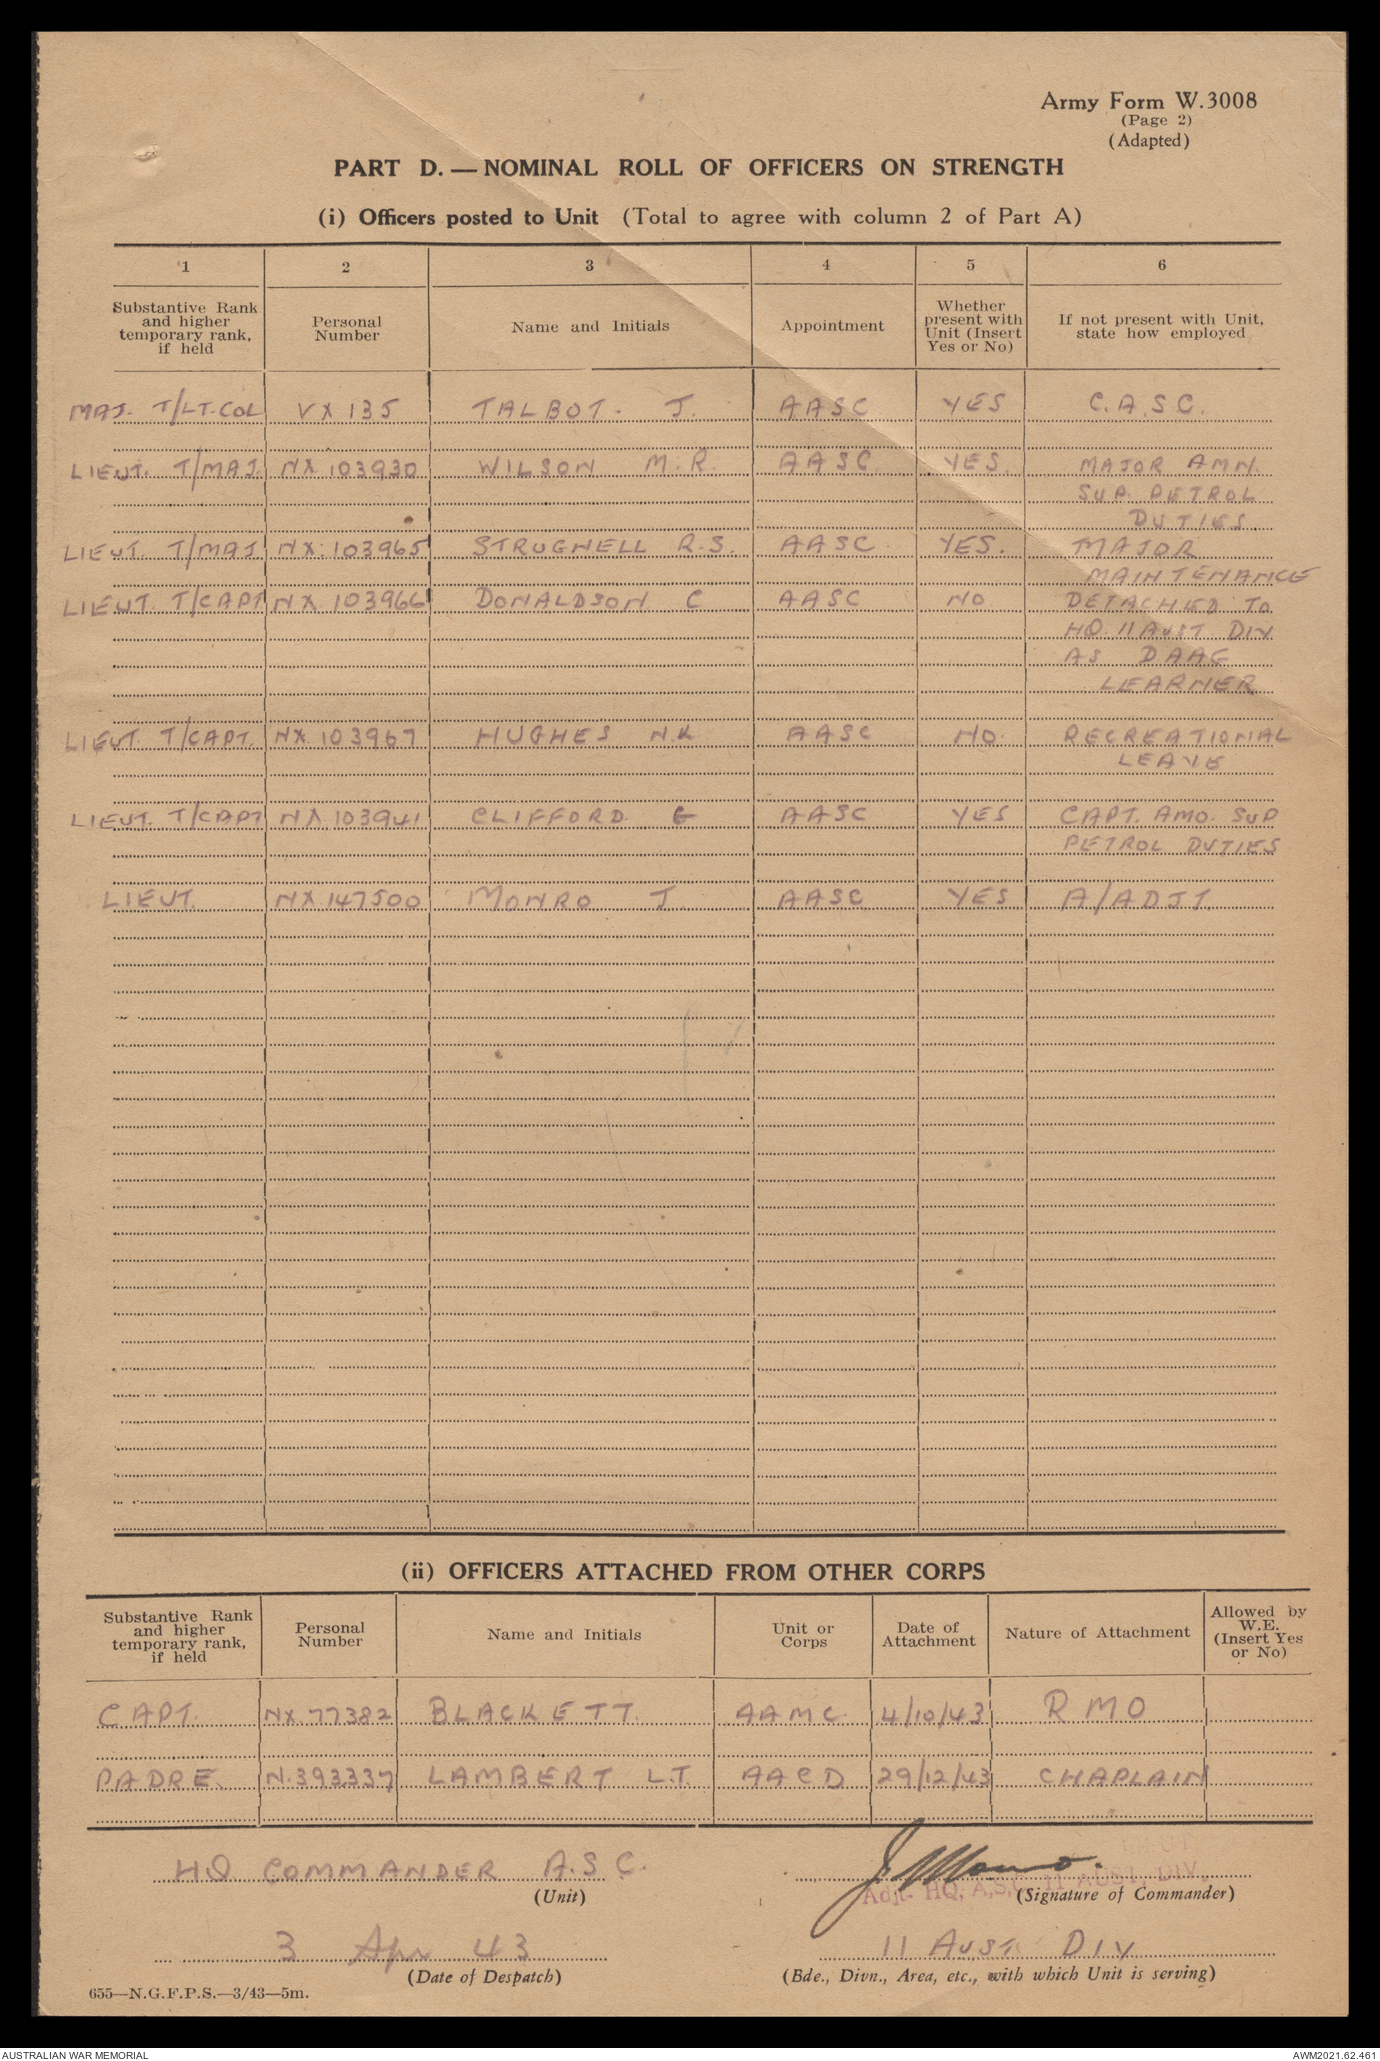 Army Form W.3008
(Page 2)
(Adapted)
PART D. — NOMINAL ROLL OF OFFICERS ON STRENGTH
(i) Officers posted to Unit (Total to agree with column 2 of Part A)
1 2 3 4 5 6
Substantive Rank and higher temporary rank, if held Personal Number Name and Initials Appointment Whether present with Unit (Insert Yes or No) If not present with Unit, state how employed
MAJ. T/LT.COL VX 135 TALBOT. J. AASC YES C.A.S.C.
LIEUT. T/MAJ. NX 103930 WILSON M.R. AASC YES. MAJOR AMN.
SUP. PETROL
DUTIES.
LIEUT. T/MAJ. NX 103965 STRUGNELL R.S. AASC YES. MAJOR
MAINTENANCE
LIEUT. T/CAPT NX 103966 DONALDSON C AASC NO DETACHED TO
HQ. 11 AUST DIV
AS DAAG
LEARNER
LIEUT. T/CAPT. NX 103967 HUGHES N.K AASC NO. RECREATIONAL
LEAVE
LIEUT. T/CAPT NX 103941 CLIFFORD. G AASC YES CAPT. AMO. SUP
PETROL DUTIES
LIEUT. NX 147500 MONRO J. AASC YES A/ADJT.
(ii) OFFICERS ATTACHED FROM OTHER CORPS
Substantive Rank and higher temporary rank, if held Personal Number Name and Initials Unit or Corps Date of Attachment Nature of Attachment Allowed by W.E. (Insert Yes or No)
CAPT. NX.77382 BLACKETT. AAMC. 4/10/43 RMO
PADRE. N.393337 LAMBERT L.T. AACD 29/12/43 CHAPLAIN
HQ COMMANDER A.S.C. J Monro.
Adjt. HQ, A.S.C. 11 AUST. DIV.
(Unit) (Signature of Commander)
3 Apr 43 11 AUST DIV
(Date of Despatch) (Bde., Divn., Area, etc., with which Unit is serving)
655—N.G.F.P.S.—3/43—5m.
AUSTRALIAN WAR MEMORIAL AWM2021.62.461